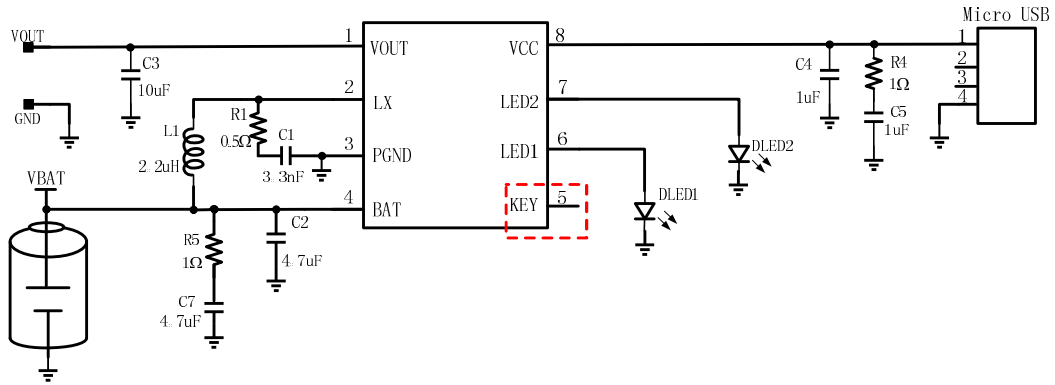 Micro USB
VOUT
1
VOUT
VCC
8
1
C3
10uF
C4
1uF
R4
1Ω
2
3
4
2
LX
LED2
7
GND
R1
0.5Ω
C1
3.3nF
C5
1uF
L1
2.2uH
3
PGND
LED1
6
DLED2
VBAT
4
BAT
KEY
5
DLED1
R5
1Ω
C2
4.7uF
C7
4.7uF